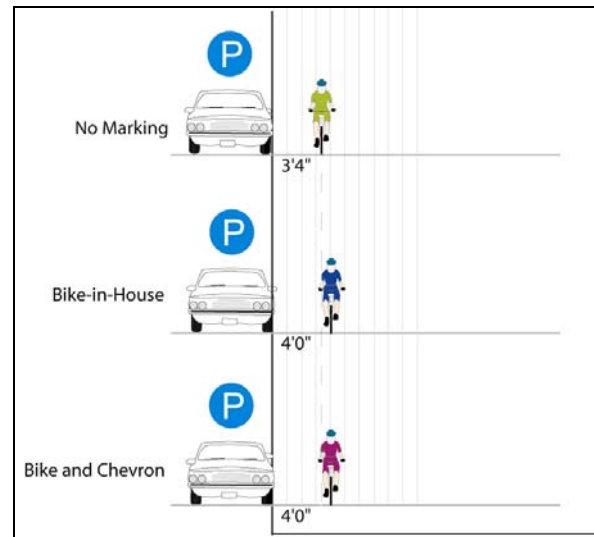 P
No Marking
3'4"
P
Bike-in-House
4'0"
P
Bike and Chevron
4'0"